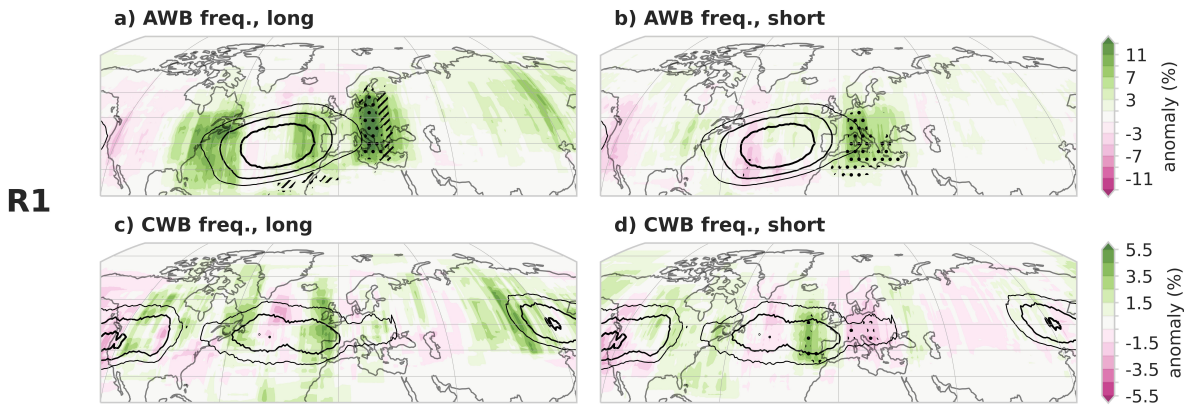 a) AWB freq., long
b) AWB freq., short
11
7
3
-3
-7
-11
anomaly (%)
R1
c) CWB freq., long
d) CWB freq., short
5.5
3.5
1.5
-1.5
-3.5
-5.5
anomaly (%)